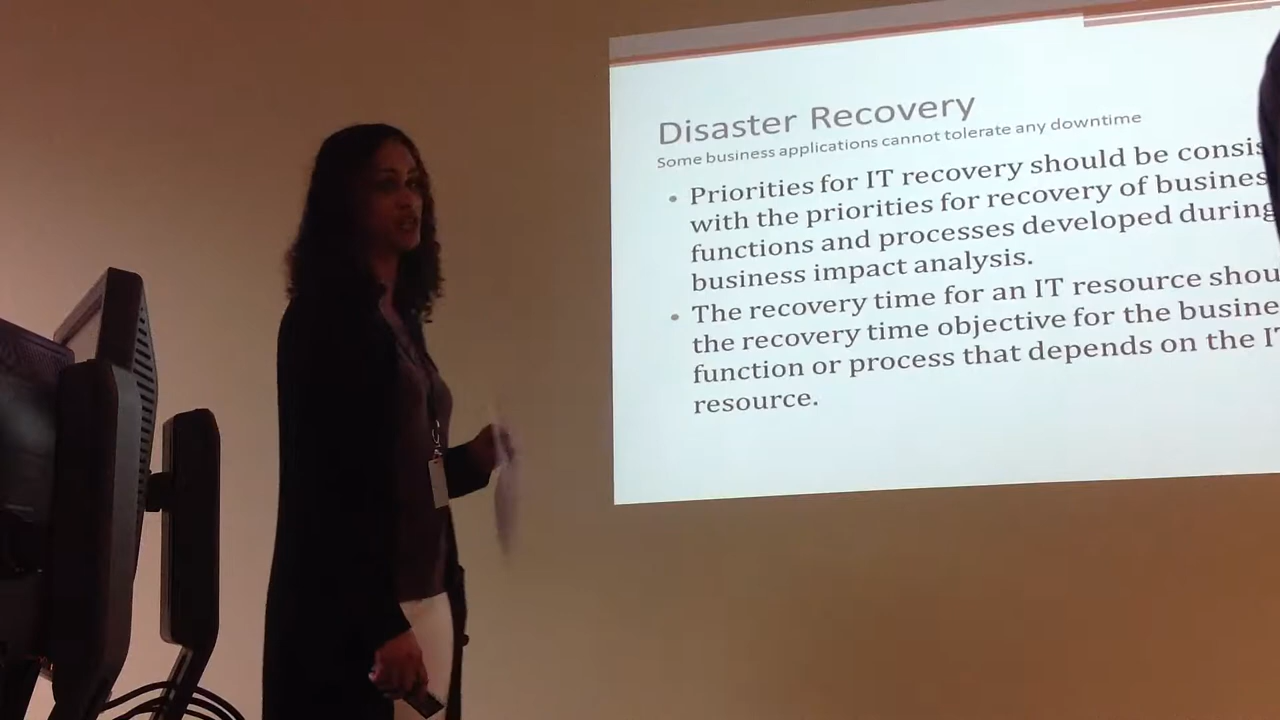 Disaster Recovery
Some business applications cannot tolerate any downtime
• Priorities for IT recovery should be consis
with the priorities for recovery of busines
functions and processes developed during
business impact analysis.
• The recovery time for an IT resource shou
the recovery time objective for the busine
function or process that depends on the I
resource.